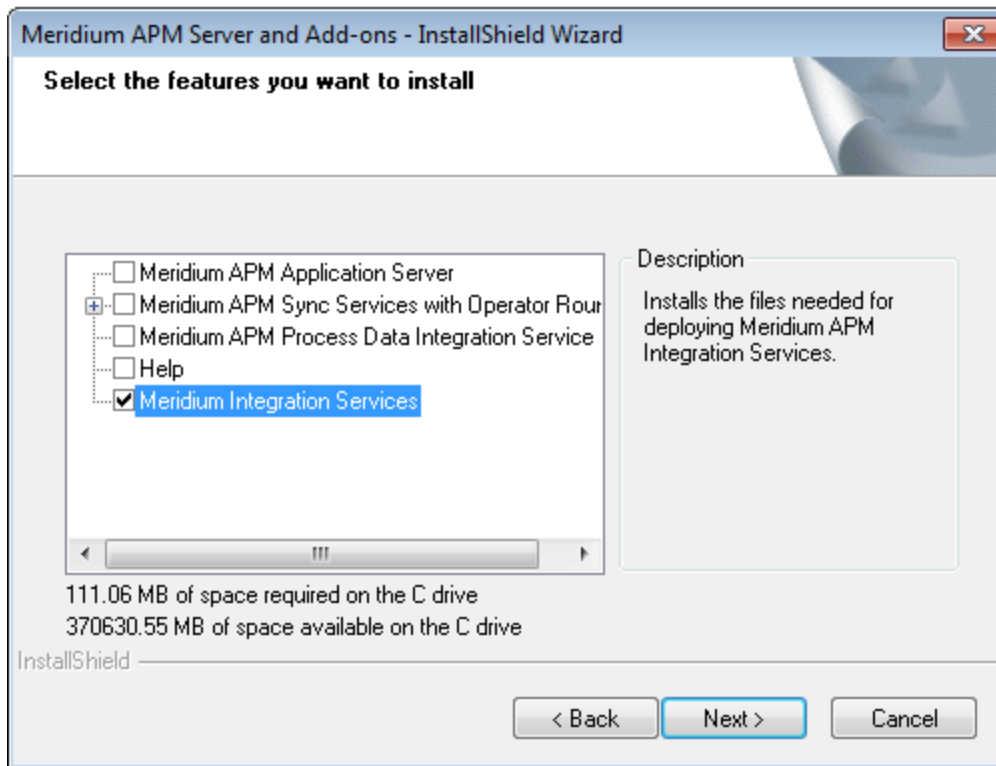 Meridium APM Server and Add-ons - InstallShield Wizard
Select the features you want to install
Meridium APM Application Server
Meridium APM Sync Services with Operator Rour
Meridium APM Process Data Integration Service
Help
Meridium Integration Services
Description
Installs the files needed for
deploying Meridium APM
Integration Services.
111.06 MB of space required on the C drive
370630.55 MB of space available on the C drive
InstallShield
< Back
Next >
Cancel